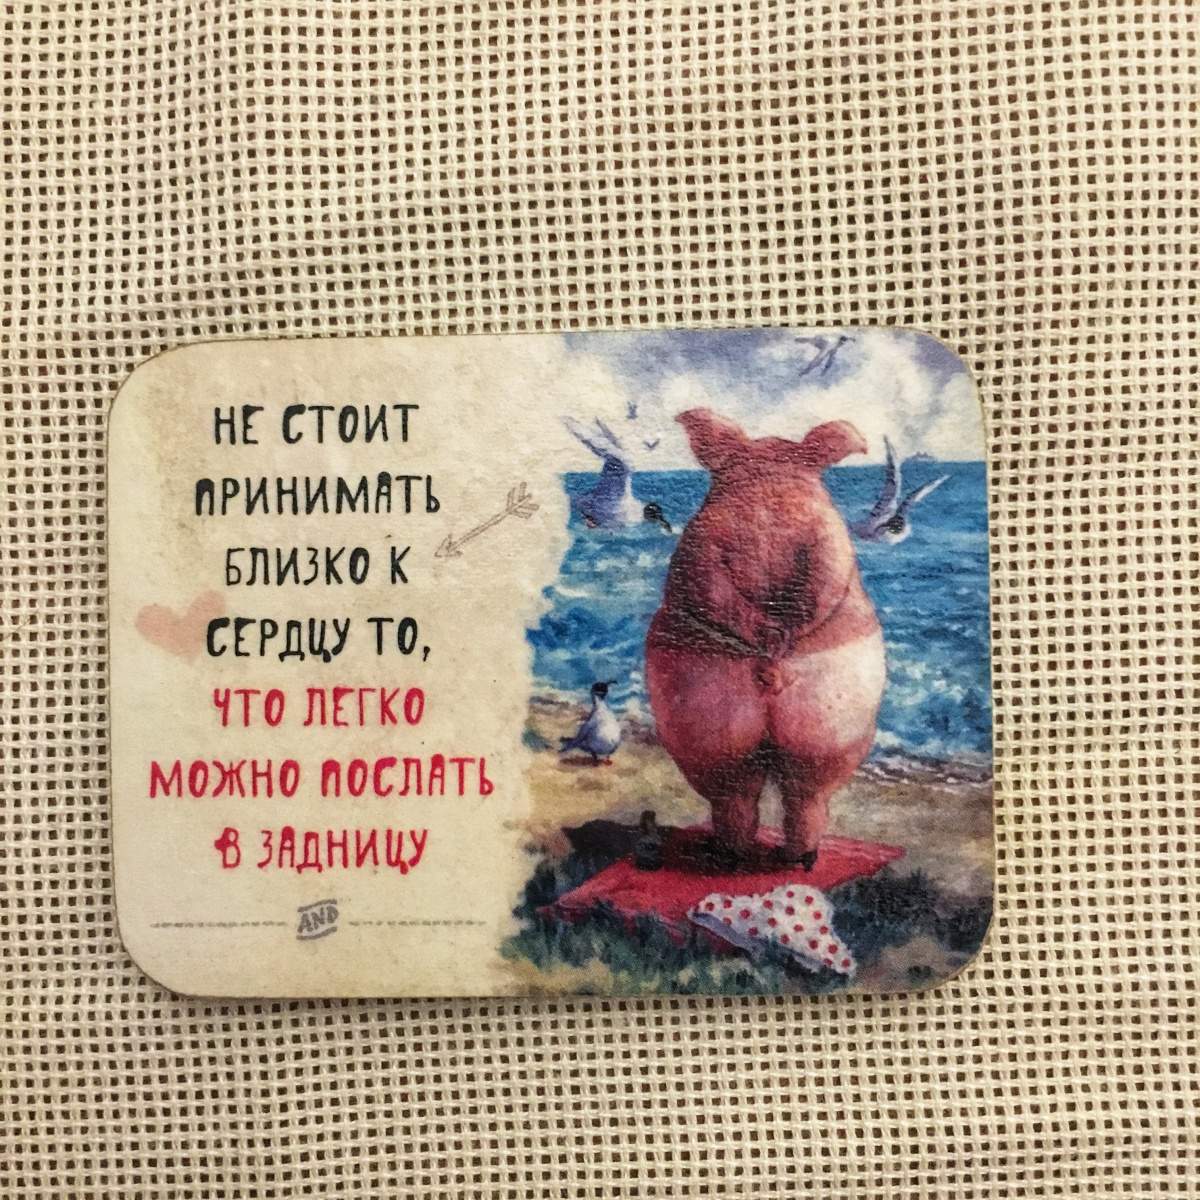 НЕ СТОИТ
ПРИНИМАТЬ
БЛИЗКО К
СЕРДЦУ ТО,
ЧТО ЛЕГКО
МОЖНО ПОСЛАТЬ
В ЗАДНИЦУ
AND